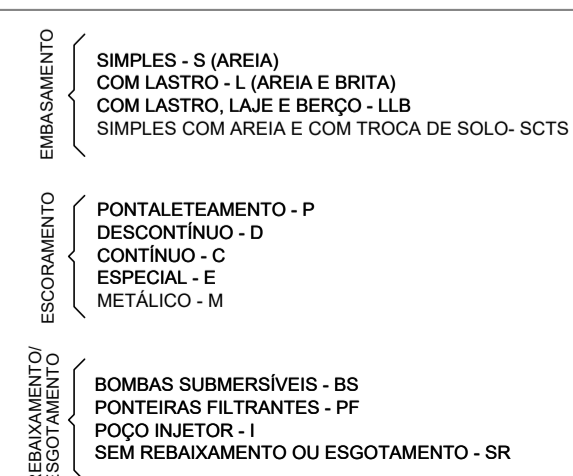 EMBASAMENTO
SIMPLES - S (AREIA)
COM LASTRO - L (AREIA E BRITA)
COM LASTRO, LAJE E BERÇO - LLB
SIMPLES COM AREIA E COM TROCA DE SOLO- SCTS
ESCORAMENTO
PONTALETEAMENTO - P
DESCONTÍNUO - D
CONTÍNUO - C
ESPECIAL - E
METÁLICO - M
REBAIXAMENTO/
ESGOTAMENTO
BOMBAS SUBMERSÍVEIS - BS
PONTEIRAS FILTRANTES - PF
POÇO INJETOR - I
SEM REBAIXAMENTO OU ESGOTAMENTO - SR